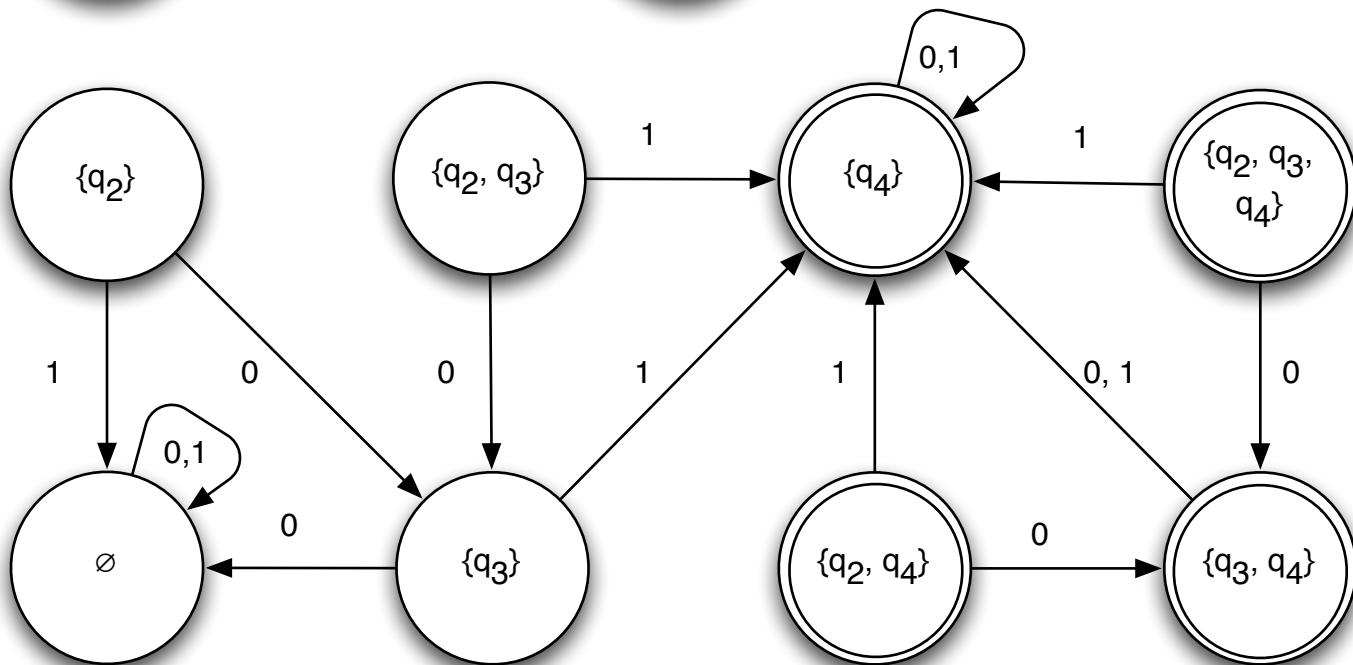 0,1
{q2}
{q2, q3}
1
{q4}
1
{q2, q3,
q4}
1
0
0
1
1
0, 1
0
0,1
0
0
∅
{q3}
{q2, q4}
{q3, q4}